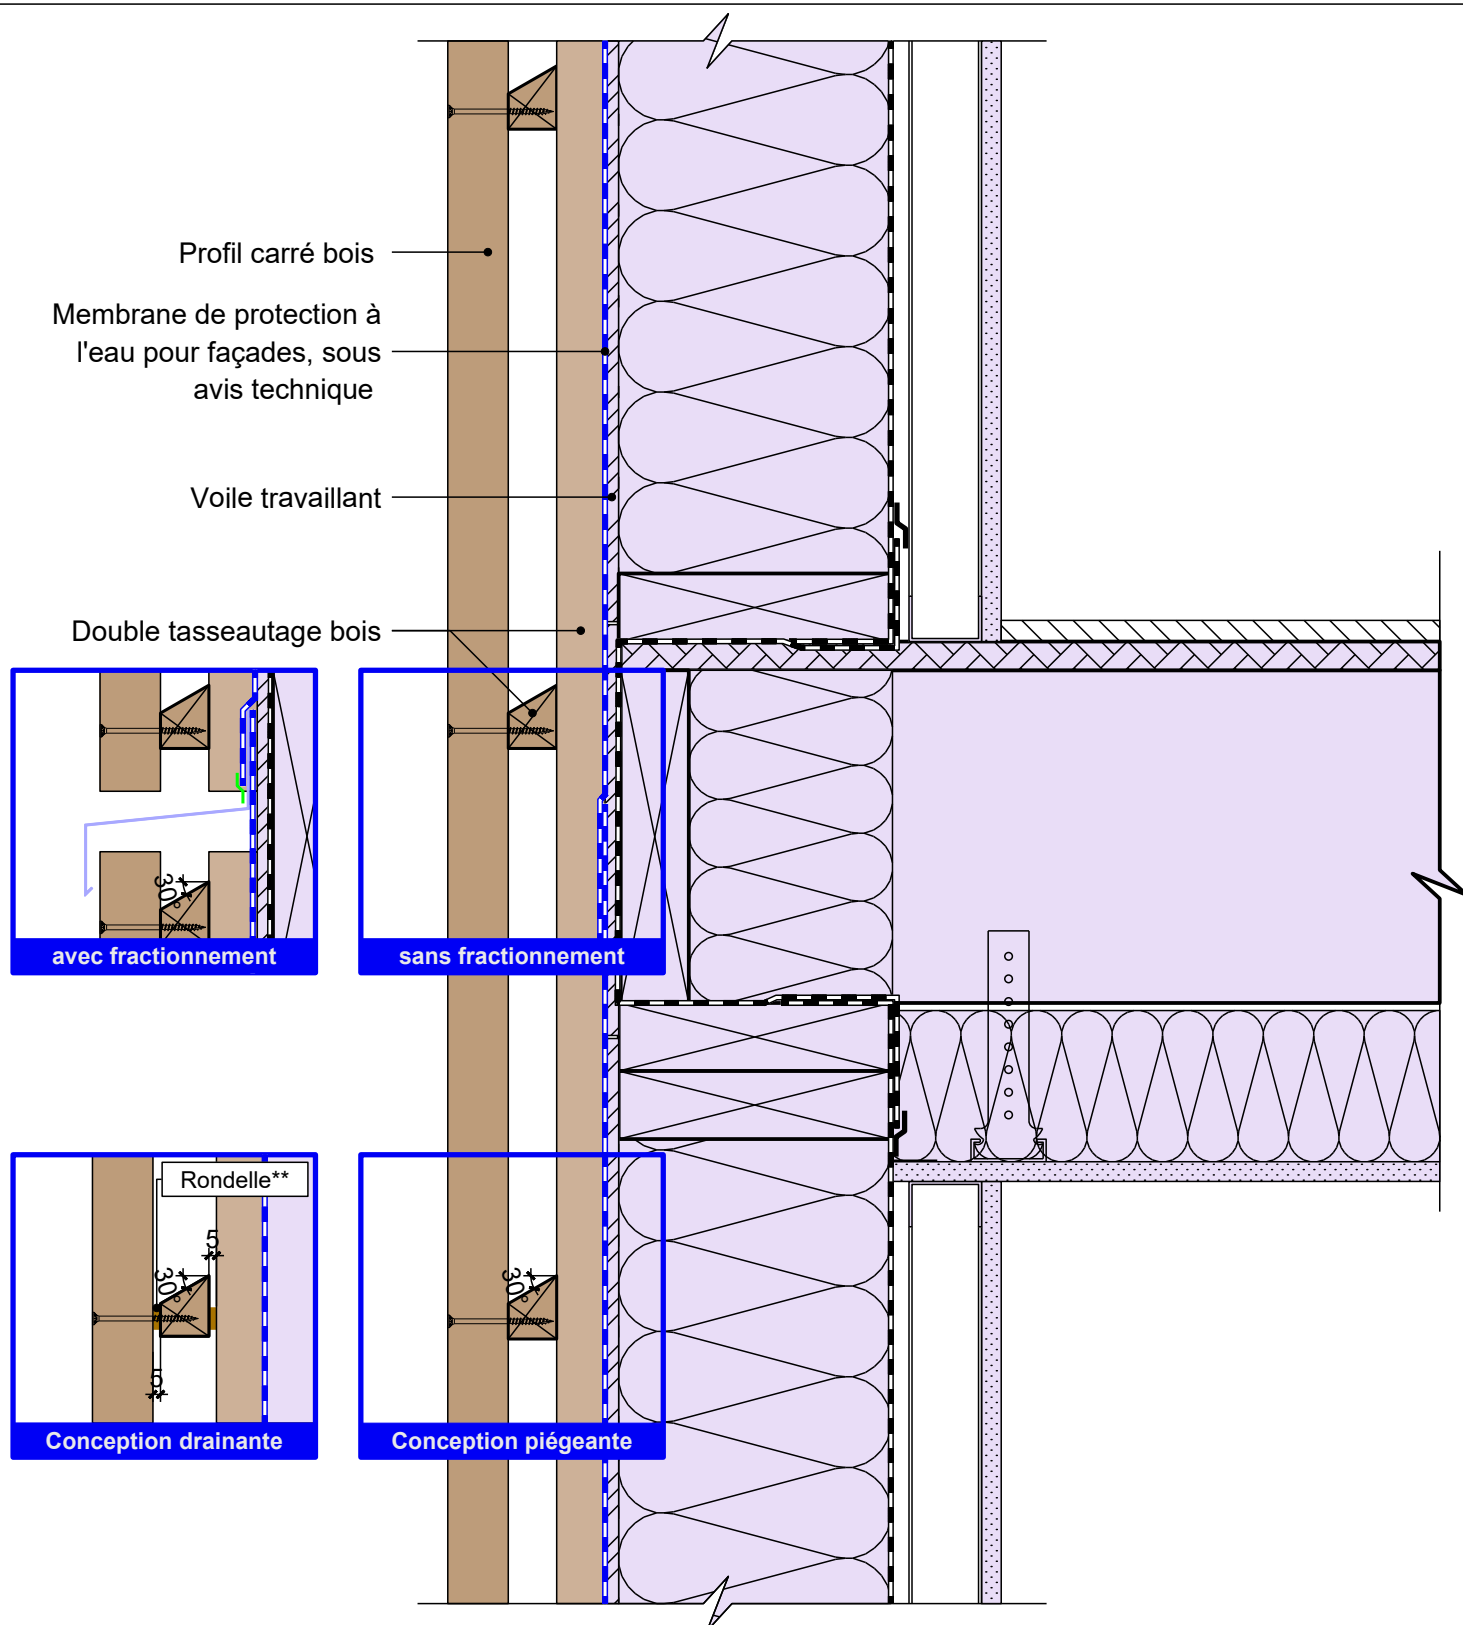 Profil carré bois
Membrane de protection à
l'eau pour façades, sous
avis technique
Voile travaillant
Double tasseautage bois
30°
avec fractionnement
sans fractionnement
Rondelle**
5
30°
5
30°
Conception drainante
Conception piégeante